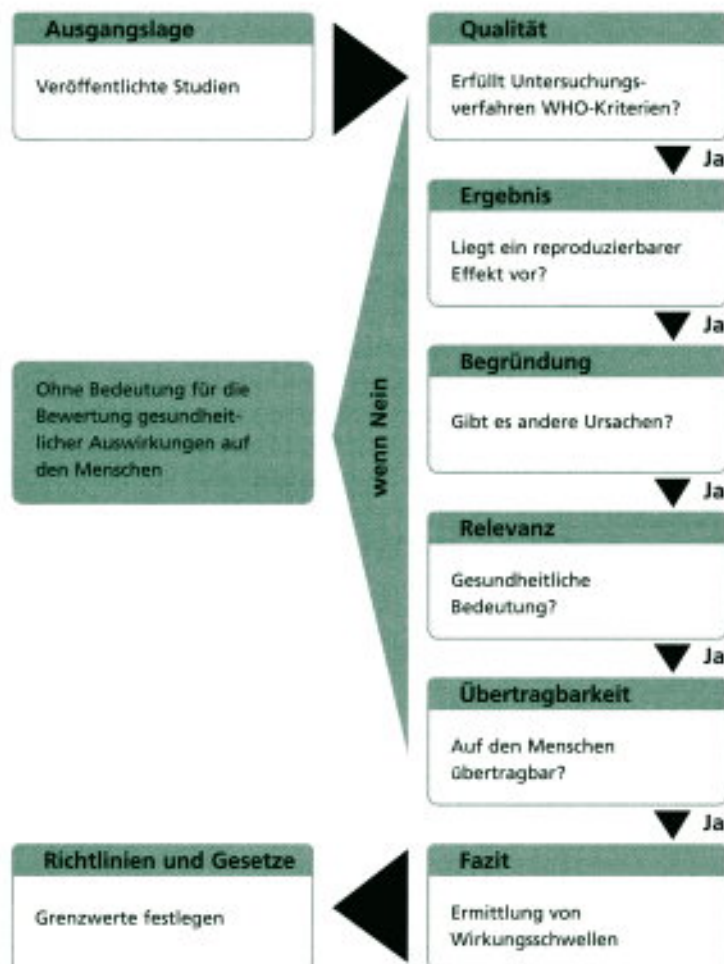 Ausgangslage
Veröffentlichte Studien
Qualität
Erfüllt Untersuchungs-
verfahren WHO-Kriterien?
Ja
Ergebnis
Liegt ein reproduzierbarer
Effekt vor?
Ja
Begründung
Gibt es andere Ursachen?
Ja
Relevanz
Gesundheitliche
Bedeutung?
Ja
Übertragbarkeit
Auf den Menschen
übertragbar?
Ja
wenn Nein
Ohne Bedeutung für die
Bewertung gesundheit-
licher Auswirkungen auf
den Menschen
Fazit
Ermittlung von
Wirkungsschwellen
Richtlinien und Gesetze
Grenzwerte festlegen